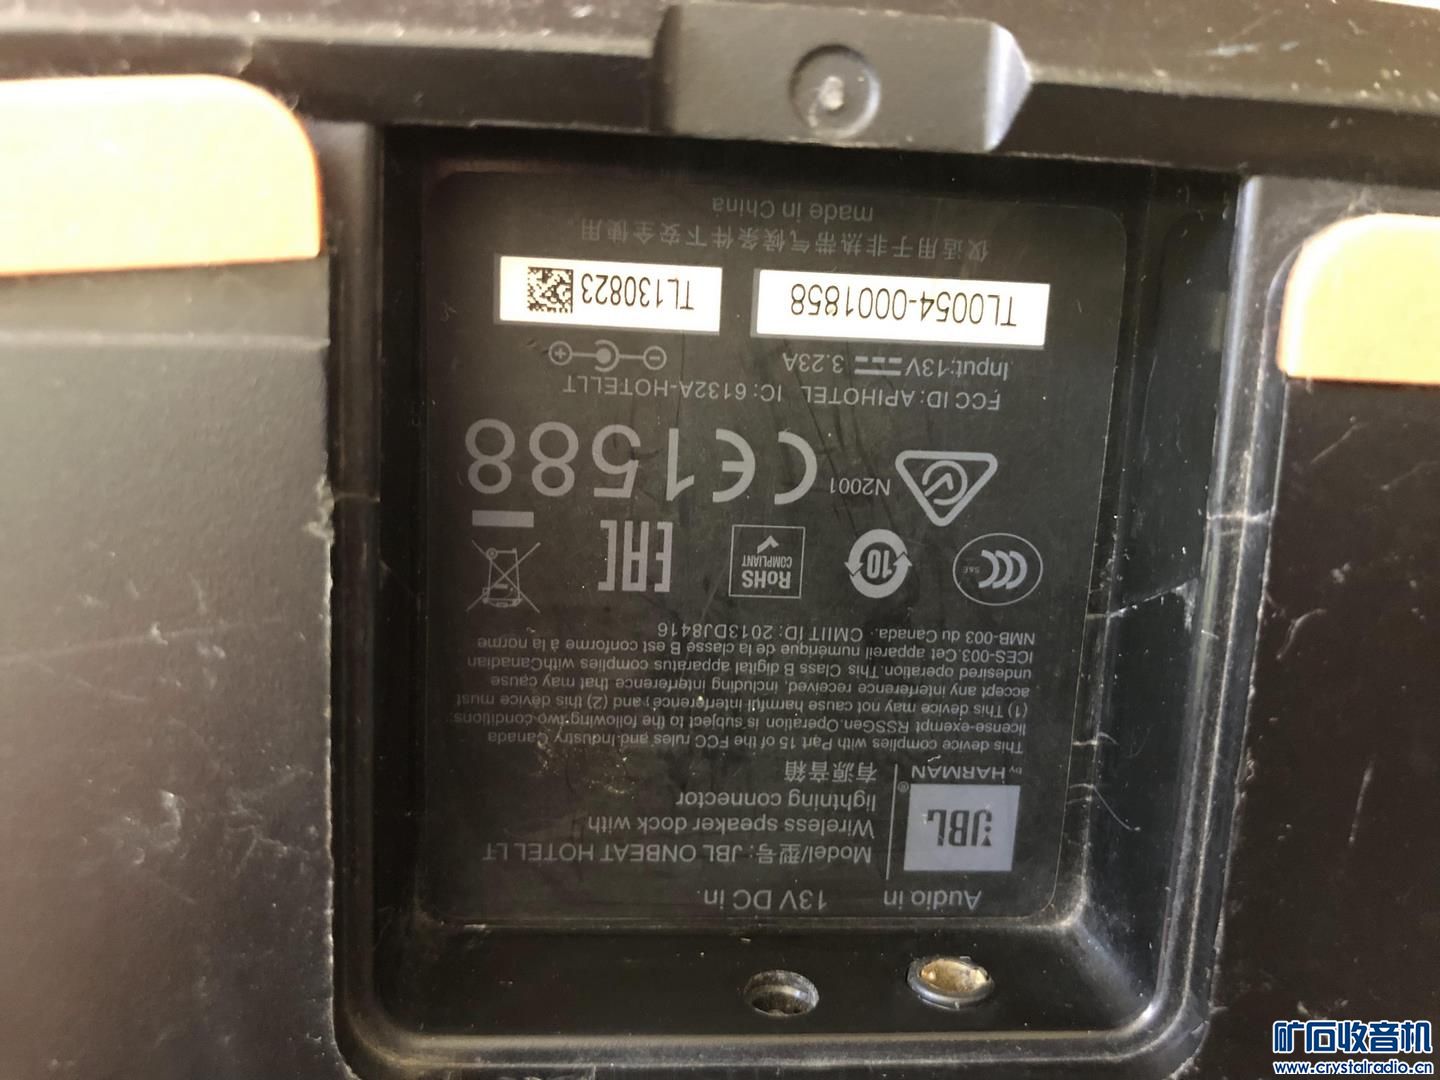 Audio in
13V DC in.
JBL®
by HARMAN
Model/型号: JBL ONBEAT HOTEL LT
Wireless speaker dock with
lightning connector
有源音箱
This device complies with Part 15 of the FCC rules and Industry Canada
license-exempt RSSGen.Operation is subject to the following two conditions:
(1) This device may not cause harmful interference, and (2) this device must
accept any interference received, including interference that may cause
undesired operation.This Class B digital apparatus complies withCanadian
ICES-003.Cet appareil numérique de la classe B est conforme à la norme
NMB-003 du Canada. CMIIT ID: 2013DJ8416
CCC S&E
10
RoHS
COMPLIANT
EAC
N2001
CE1588
FCC ID: APIHOTEL IC: 6132A-HOTELLT
Input:13V 3.23A
TL0054-0001858
TL130823
仅适用于非热带气候条件下安全使用.
made in China
矿石收音机
www.crystalradio.cn